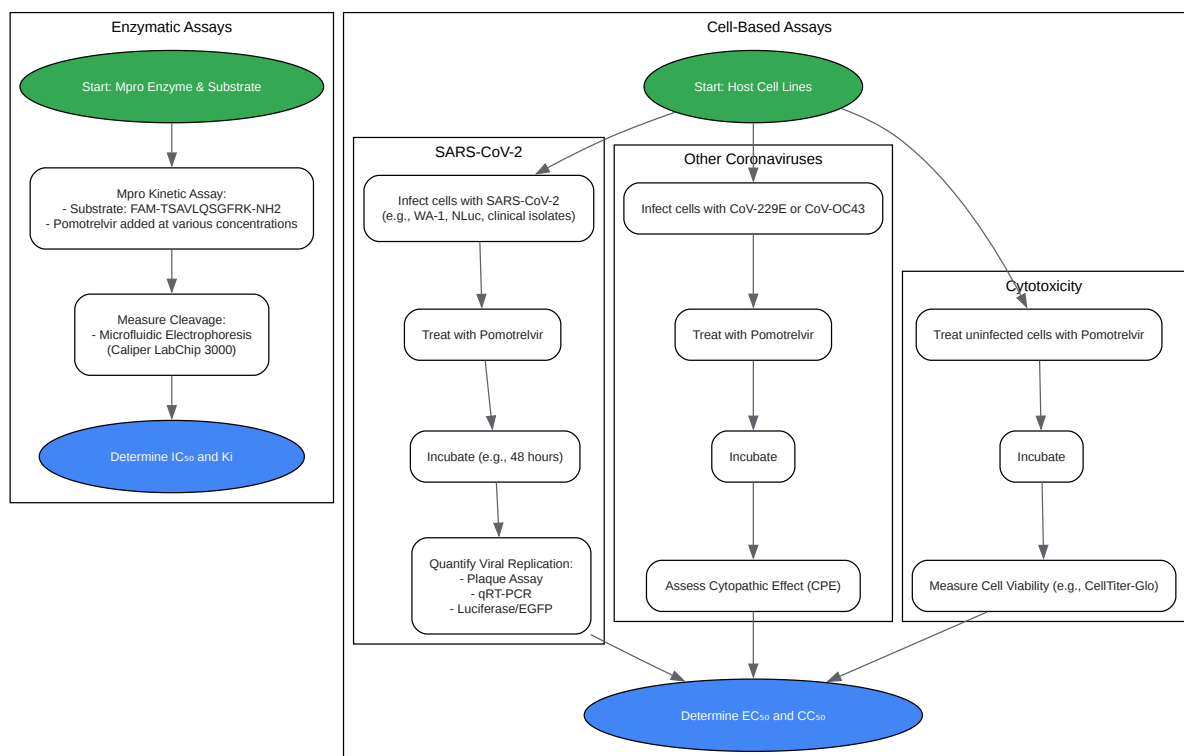 Enzymatic Assays
Start: Mpro Enzyme & Substrate
Mpro Kinetic Assay:
- Substrate: FAM-TSAVLQSGFRK-NH2
- Pomotrelvir added at various concentrations
Measure Cleavage:
- Microfluidic Electrophoresis
(Caliper LabChip 3000)
Determine IC₅₀ and Ki
Cell-Based Assays
Start: Host Cell Lines
SARS-CoV-2
Infect cells with SARS-CoV-2
(e.g., WA-1, NLuc, clinical isolates)
Treat with Pomotrelvir
Incubate (e.g., 48 hours)
Quantify Viral Replication:
- Plaque Assay
- qRT-PCR
- Luciferase/EGFP
Other Coronaviruses
Infect cells with CoV-229E or CoV-OC43
Treat with Pomotrelvir
Incubate
Assess Cytopathic Effect (CPE)
Cytotoxicity
Treat uninfected cells with Pomotrelvir
Incubate
Measure Cell Viability (e.g., CellTiter-Glo)
Determine EC₅₀ and CC₅₀